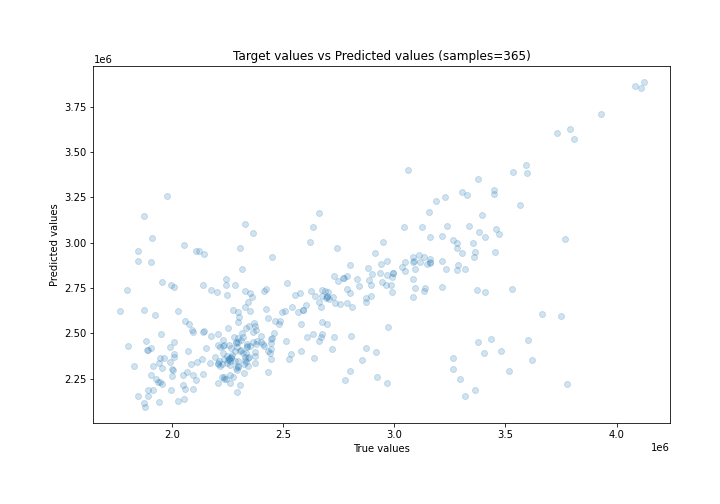 Target values vs Predicted values (samples=365)
1e6
Predicted values
3.75
3.50
3.25
3.00
2.75
2.50
2.25
2.0 2.5 3.0 3.5 4.0
True values
1e6